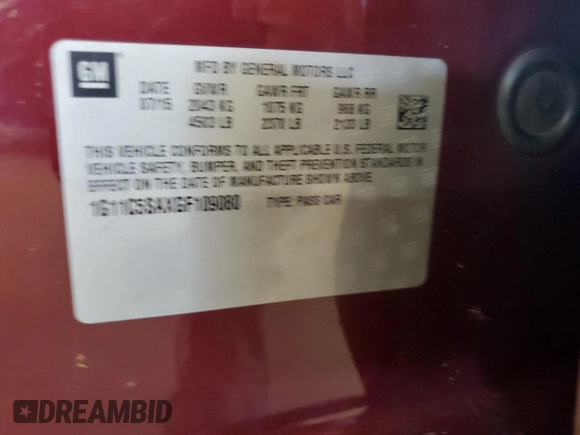 GM
MFD BY GENERAL MOTORS LLC
DATE GVWR GAWR FRT GAWR RR
07/15 2043 KG 1075 KG 968 KG
4503 LB 2370 LB 2133 LB
THIS VEHICLE CONFORMS TO ALL APPLICABLE U.S. FEDERAL MOTOR
VEHICLE SAFETY, BUMPER, AND THEFT PREVENTION STANDARDS IN
EFFECT ON THE DATE OF MANUFACTURE SHOWN ABOVE.
1G11C5SAXGF109080 TYPE: PASS CAR
DREAMBID